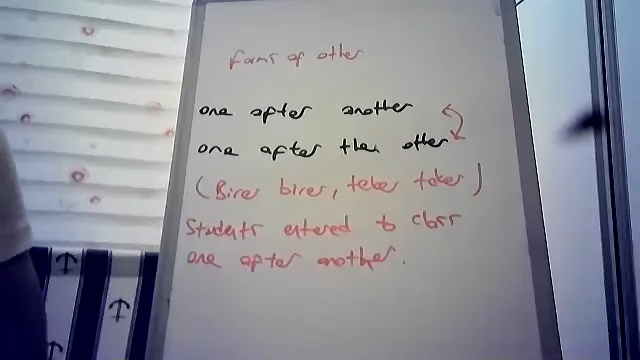 forms of other
one after another
one after the other
(Birer birer, teker teker)
Students entered to class
one after another.